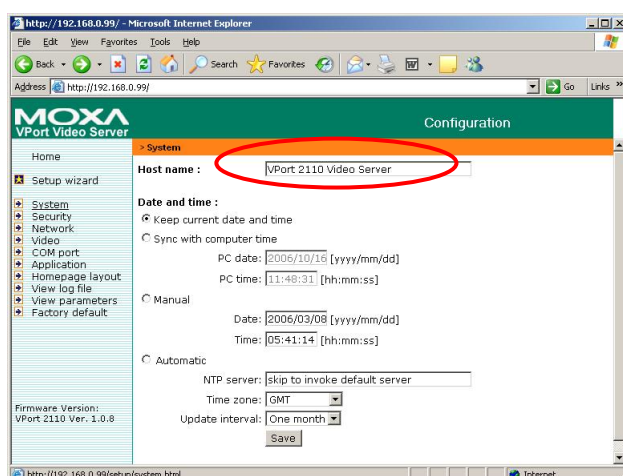 http://192.168.0.99/ - Microsoft Internet Explorer
File Edit View Favorites Tools Help
Back Search Favorites
Address http://192.168.0.99/ Go Links »
MOXA
VPort Video Server
Configuration
Home
Setup wizard
System
Security
Network
Video
COM port
Application
Homepage layout
View log file
View parameters
Factory default
Firmware Version:
VPort 2110 Ver. 1.0.8
> System
Host name : VPort 2110 Video Server
Date and time :
Keep current date and time
Sync with computer time
PC date: 2006/10/16 [yyyy/mm/dd]
PC time: 11:48:31 [hh:mm:ss]
Manual
Date: 2006/03/08 [yyyy/mm/dd]
Time: 05:41:14 [hh:mm:ss]
Automatic
NTP server: skip to invoke default server
Time zone: GMT
Update interval: One month
Save
http://192.168.0.99/setup/system.html Internet